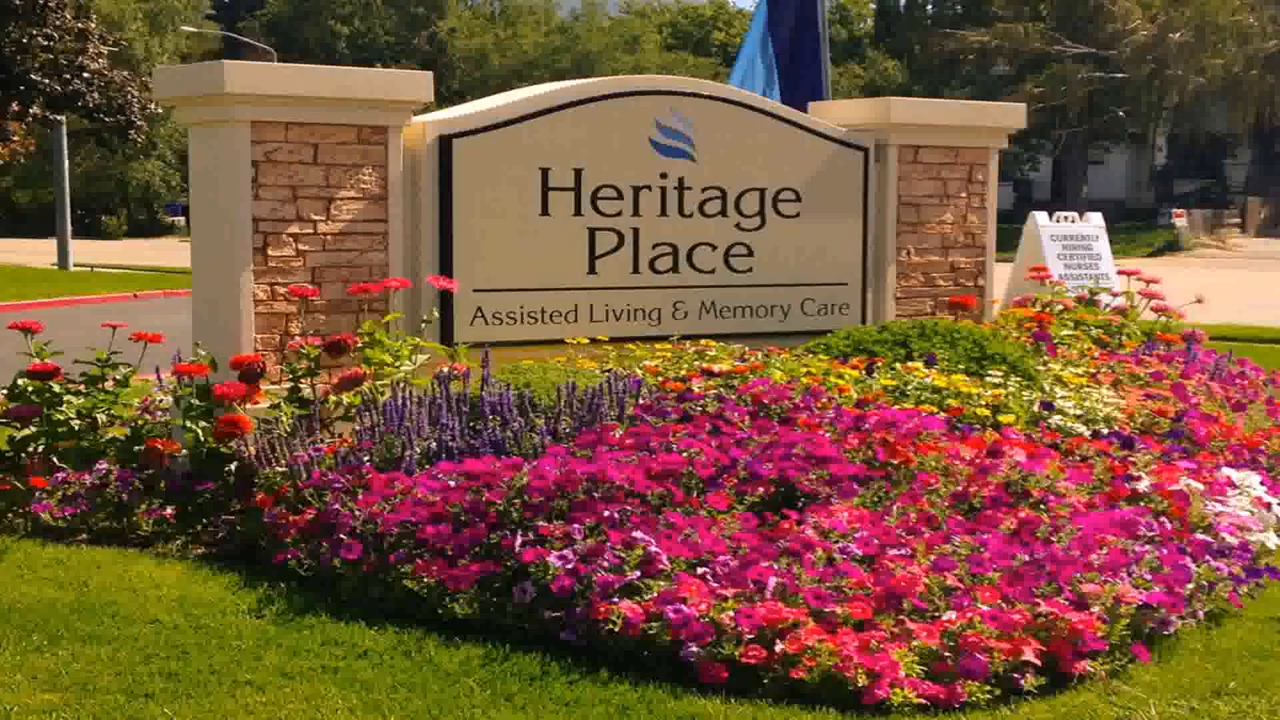 Heritage
Place
Assisted Living & Memory Care
CURRENTLY
HIRING
CERTIFIED
NURSES
ASSISTANTS